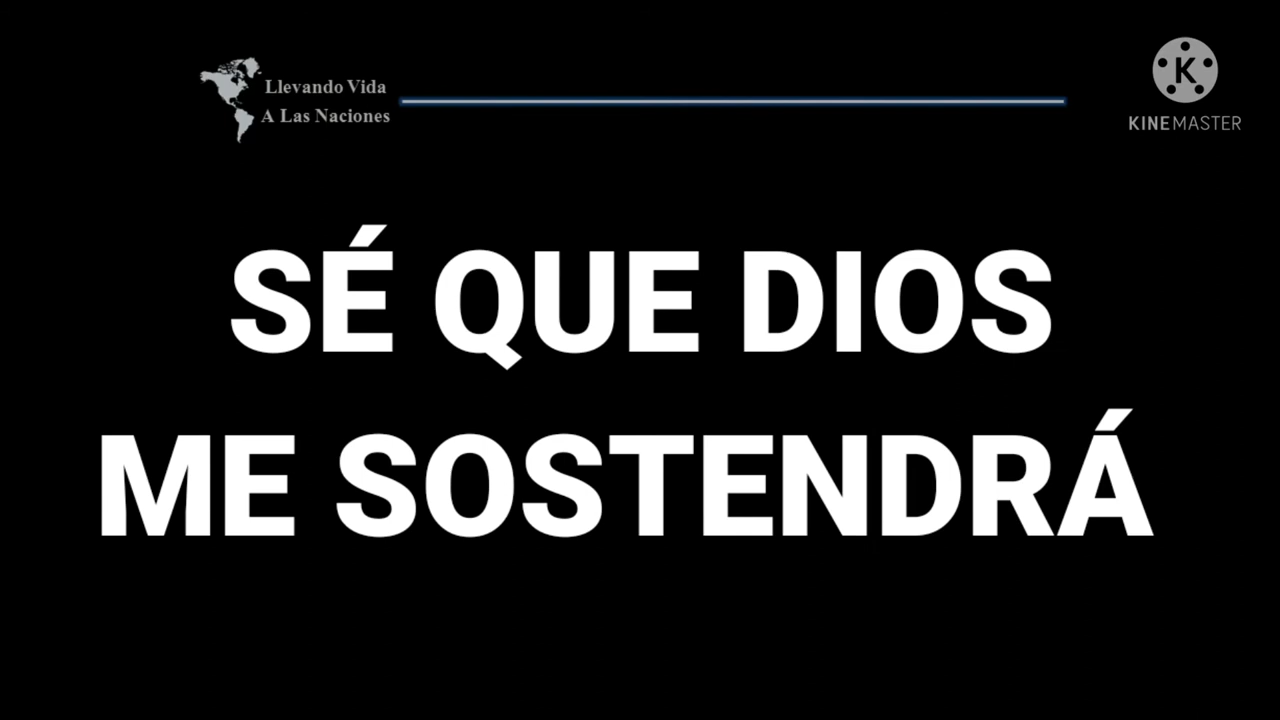 Llevando Vida
A Las Naciones
K
KINEMASTER
SÉ QUE DIOS
ME SOSTENDRÁ